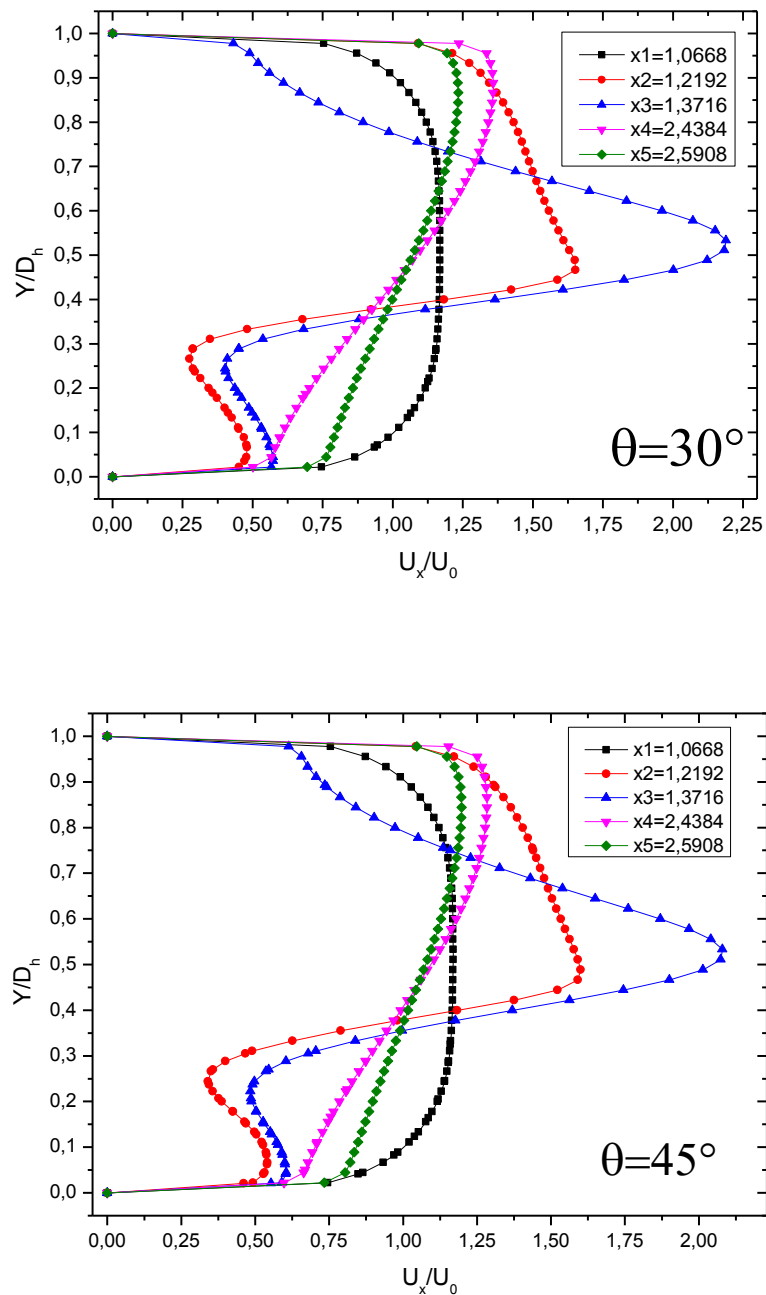 1,0
0,9
0,8
0,7
0,6
0,5
0,4
0,3
0,2
0,1
0,0
Y/Dh
x1=1,0668
x2=1,2192
x3=1,3716
x4=2,4384
x5=2,5908
θ=30°
0,00 0,25 0,50 0,75 1,00 1,25 1,50 1,75 2,00 2,25
Ux/U0
1,0
0,9
0,8
0,7
0,6
0,5
0,4
0,3
0,2
0,1
0,0
Y/Dh
x1=1,0668
x2=1,2192
x3=1,3716
x4=2,4384
x5=2,5908
θ=45°
0,00 0,25 0,50 0,75 1,00 1,25 1,50 1,75 2,00
Ux/U0